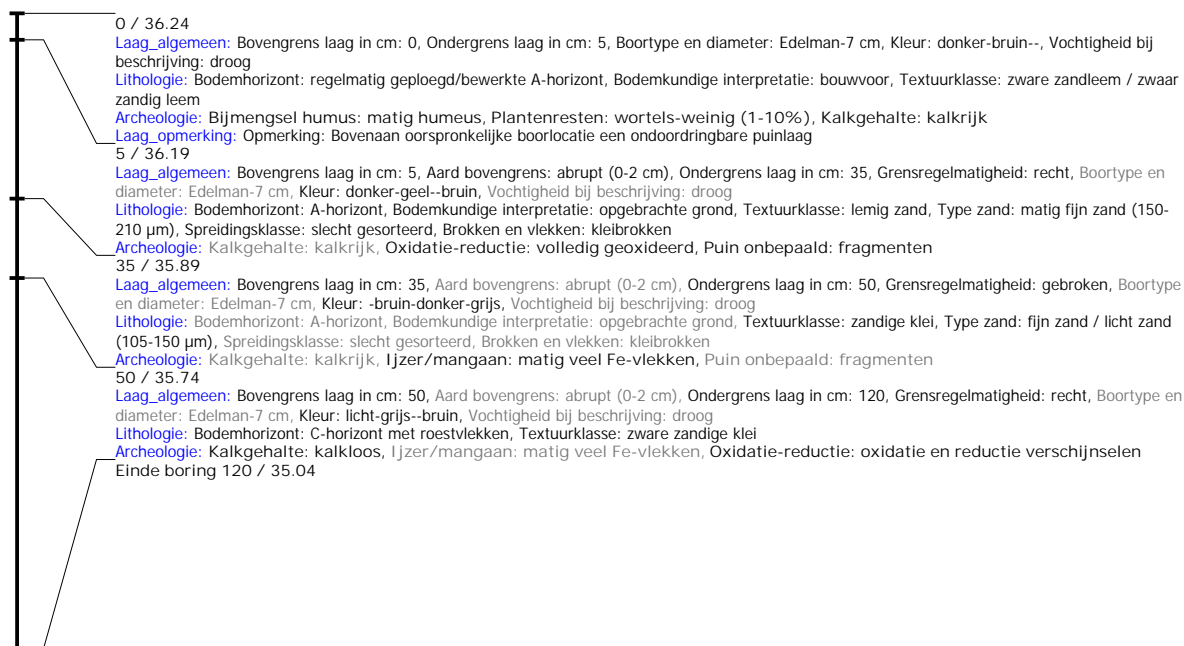 0 / 36.24
Laag_algemeen: Bovengrens laag in cm: 0, Ondergrens laag in cm: 5, Boortype en diameter: Edelman-7 cm, Kleur: donker-bruin--, Vochtigheid bij
beschrijving: droog
Lithologie: Bodemhorizont: regelmatig geploegd/bewerkte A-horizont, Bodemkundige interpretatie: bouwvoor, Textuurklasse: zware zandleem / zwaar
zandig leem
Archeologie: Bijmengsel humus: matig humeus, Plantenresten: wortels-weinig (1-10%), Kalkgehalte: kalkrijk
Laag_opmerking: Opmerking: Bovenaan oorspronkelijke boorlocatie een ondoordringbare puinlaag
5 / 36.19
Laag_algemeen: Bovengrens laag in cm: 5, Aard bovengrens: abrupt (0-2 cm), Ondergrens laag in cm: 35, Grensregelmatigheid: recht, Boortype en
diameter: Edelman-7 cm, Kleur: donker-geel--bruin, Vochtigheid bij beschrijving: droog
Lithologie: Bodemhorizont: A-horizont, Bodemkundige interpretatie: opgebrachte grond, Textuurklasse: lemig zand, Type zand: matig fijn zand (150-
210 µm), Spreidingsklasse: slecht gesorteerd, Brokken en vlekken: kleibrokken
Archeologie: Kalkgehalte: kalkrijk, Oxidatie-reductie: volledig geoxideerd, Puin onbepaald: fragmenten
35 / 35.89
Laag_algemeen: Bovengrens laag in cm: 35, Aard bovengrens: abrupt (0-2 cm), Ondergrens laag in cm: 50, Grensregelmatigheid: gebroken, Boortype
en diameter: Edelman-7 cm, Kleur: -bruin-donker-grijs, Vochtigheid bij beschrijving: droog
Lithologie: Bodemhorizont: A-horizont, Bodemkundige interpretatie: opgebrachte grond, Textuurklasse: zandige klei, Type zand: fijn zand / licht zand
(105-150 µm), Spreidingsklasse: slecht gesorteerd, Brokken en vlekken: kleibrokken
Archeologie: Kalkgehalte: kalkrijk, Ijzer/mangaan: matig veel Fe-vlekken, Puin onbepaald: fragmenten
50 / 35.74
Laag_algemeen: Bovengrens laag in cm: 50, Aard bovengrens: abrupt (0-2 cm), Ondergrens laag in cm: 120, Grensregelmatigheid: recht, Boortype en
diameter: Edelman-7 cm, Kleur: licht-grijs--bruin, Vochtigheid bij beschrijving: droog
Lithologie: Bodemhorizont: C-horizont met roestvlekken, Textuurklasse: zware zandige klei
Archeologie: Kalkgehalte: kalkloos, Ijzer/mangaan: matig veel Fe-vlekken, Oxidatie-reductie: oxidatie en reductie verschijnselen
Einde boring 120 / 35.04